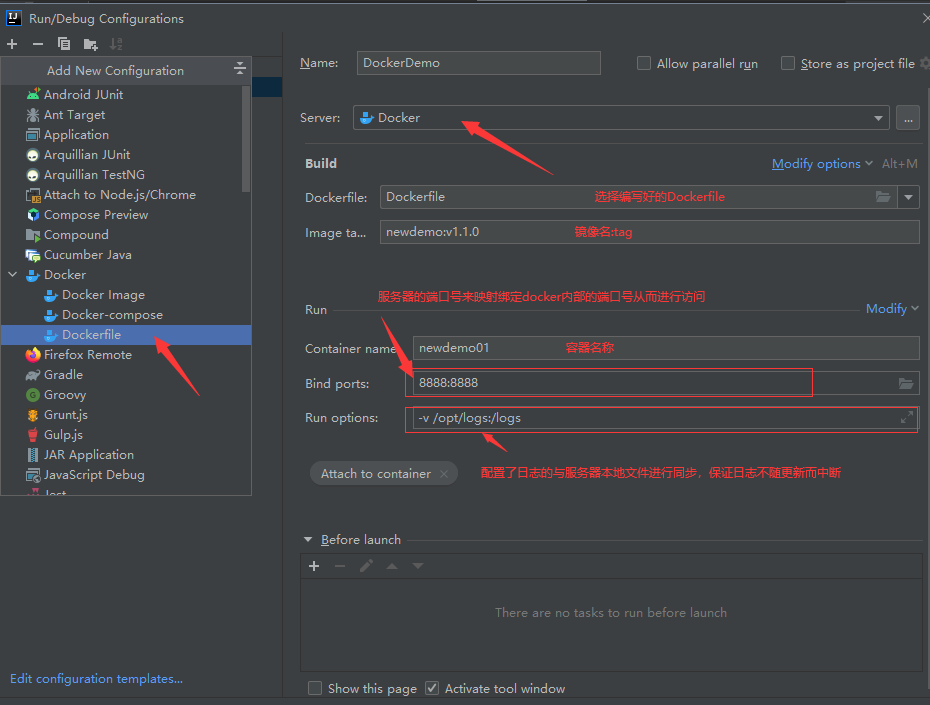 Run/Debug Configurations
Add New Configuration
Android JUnit
Ant Target
Application
Arquillian JUnit
Arquillian TestNG
Attach to Node.js/Chrome
Compose Preview
Compound
Cucumber Java
Docker
Docker Image
Docker-compose
Dockerfile
Firefox Remote
Gradle
Groovy
Grunt.js
Gulp.js
JAR Application
JavaScript Debug
Jest
Edit configuration templates...
Name: DockerDemo Allow parallel run Store as project file
Server: Docker ...
Build Modify options Alt+M
Dockerfile: Dockerfile 选择编写好的Dockerfile
Image ta... newdemo:v1.1.0 镜像名:tag
服务器的端口号来映射绑定docker内部的端口号从而进行访问
Run Modify
Container name newdemo01 容器名称
Bind ports: 8888:8888
Run options: -v /opt/logs:/logs
Attach to container
配置了日志的与服务器本地文件进行同步，保证日志不随更新而中断
Before launch
There are no tasks to run before launch
Show this page Activate tool window